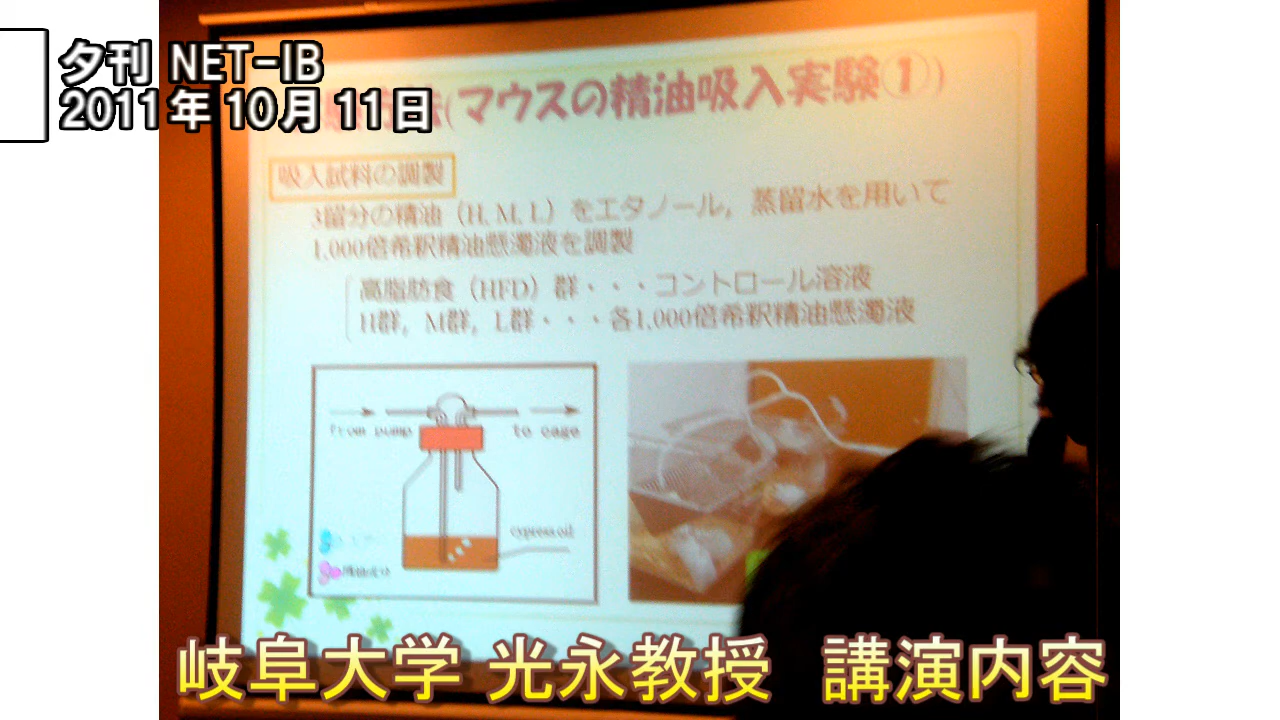 夕刊 NET-IB
2011年10月11日
(マウスの精油吸入実験①)
吸入試料の調製
3留分の精油(H, M, L)をエタノール,蒸留水を用いて
1,000倍希釈精油懸濁液を調製
高脂肪食(HFD)群・・・コントロール溶液
H群,M群,L群・・・各1,000倍希釈精油懸濁液
from pump
to cage
cypress oil
岐阜大学 光永教授 講演内容